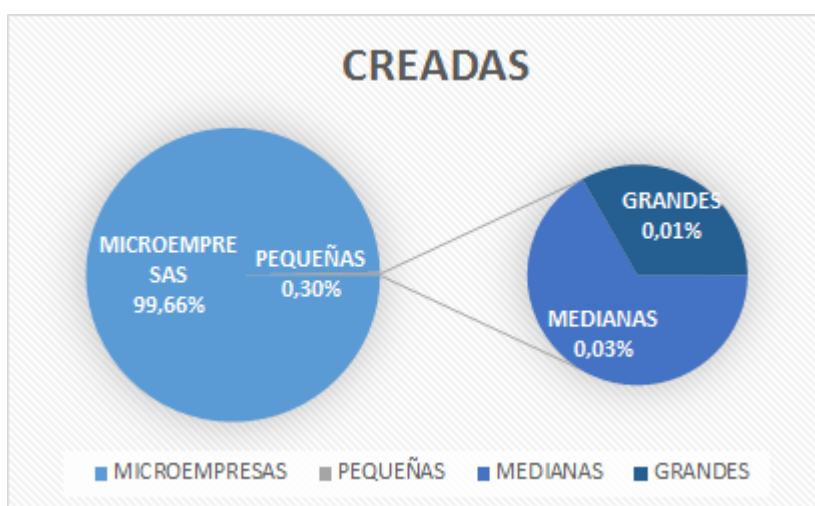 CREADAS
MICROEMPRE
SAS
99,66%
PEQUEÑAS
0,30%
GRANDES
0,01%
MEDIANAS
0,03%
MICROEMPRESAS PEQUEÑAS MEDIANAS GRANDES